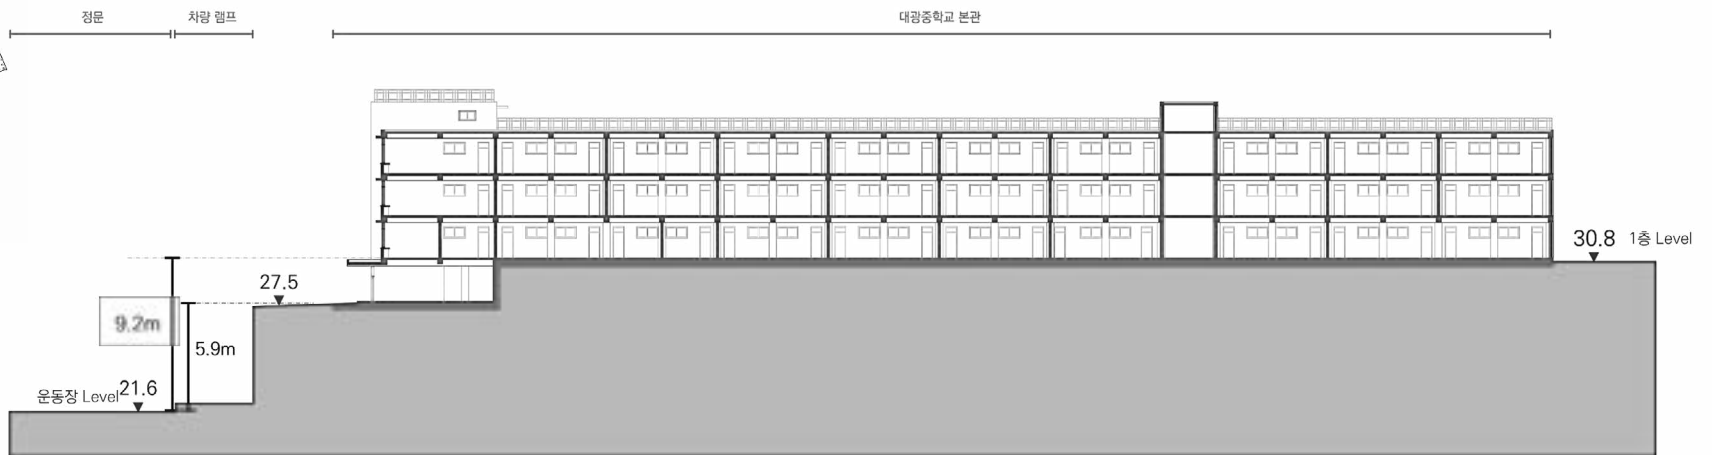 정문
차량 램프
대광중학교 본관
30.8 1층 Level
27.5
9.2m
5.9m
운동장 Level 21.6